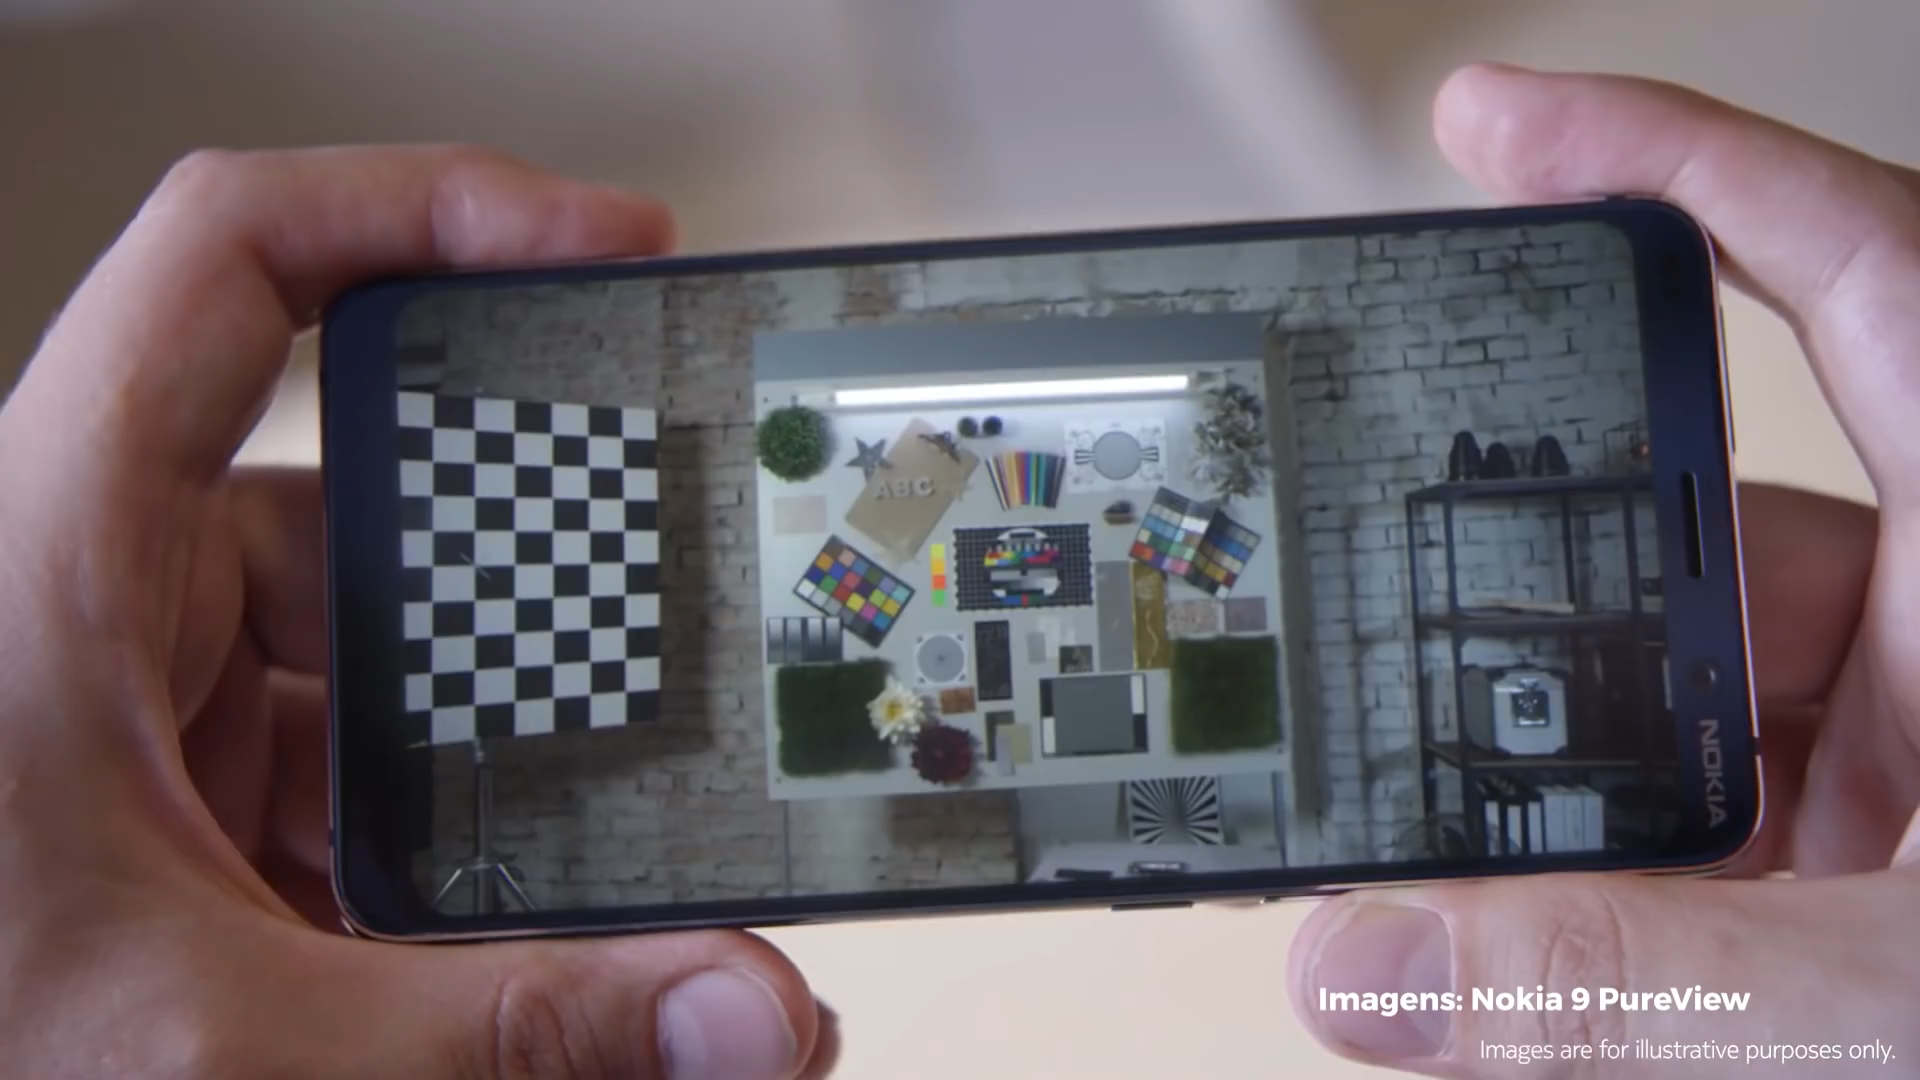 ABC
NOKIA
Imagens: Nokia 9 PureView
Images are for illustrative purposes only.